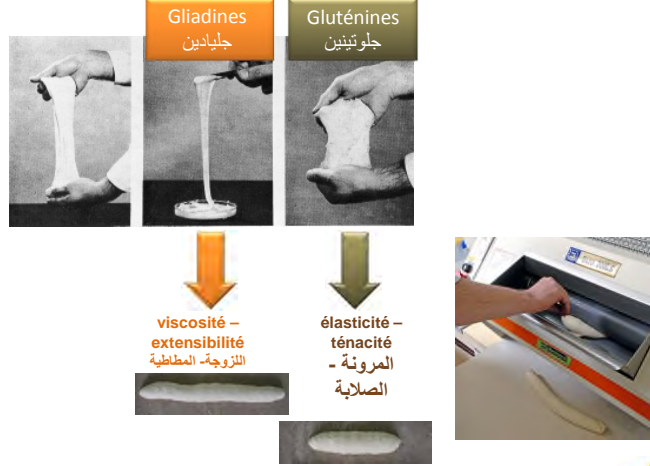 Gliadines
جليادين
Gluténines
جلوتينين
viscosité –
extensibilité
اللزوجة- المطاطية
élasticité –
ténacité
المرونة -
الصلابة